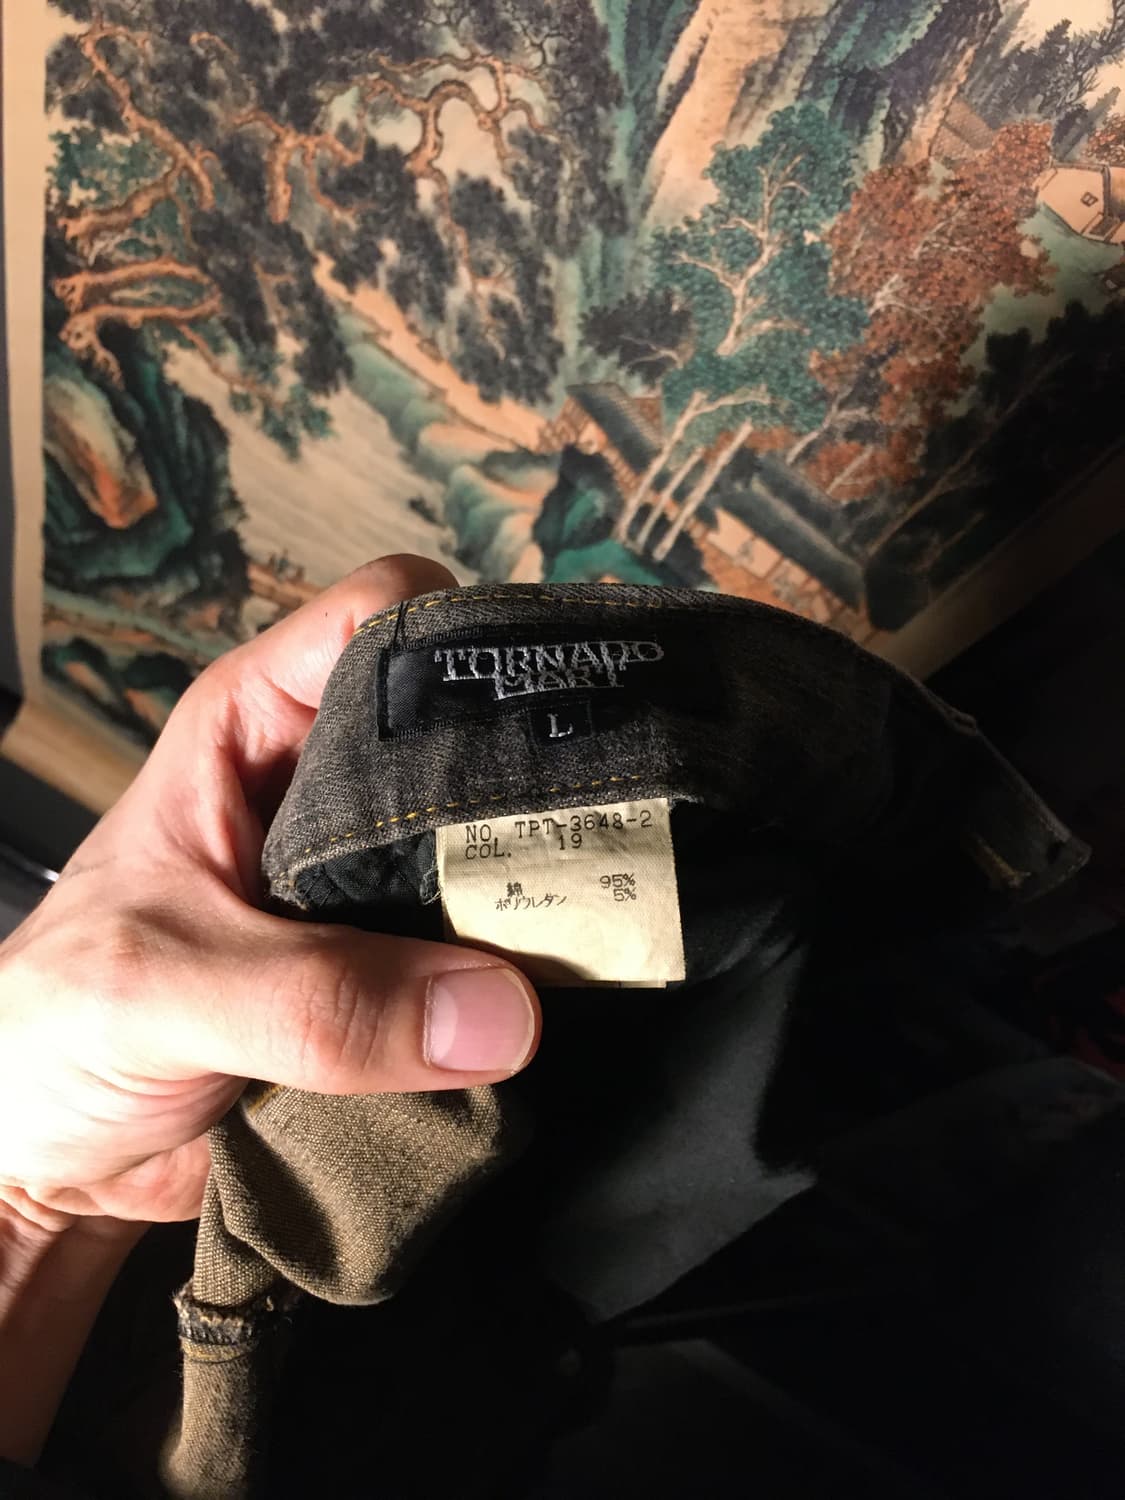 TORNADO
MART
L
NO. TPT-3648-2
COL. 19
綿 95%
ポリウレタン 5%